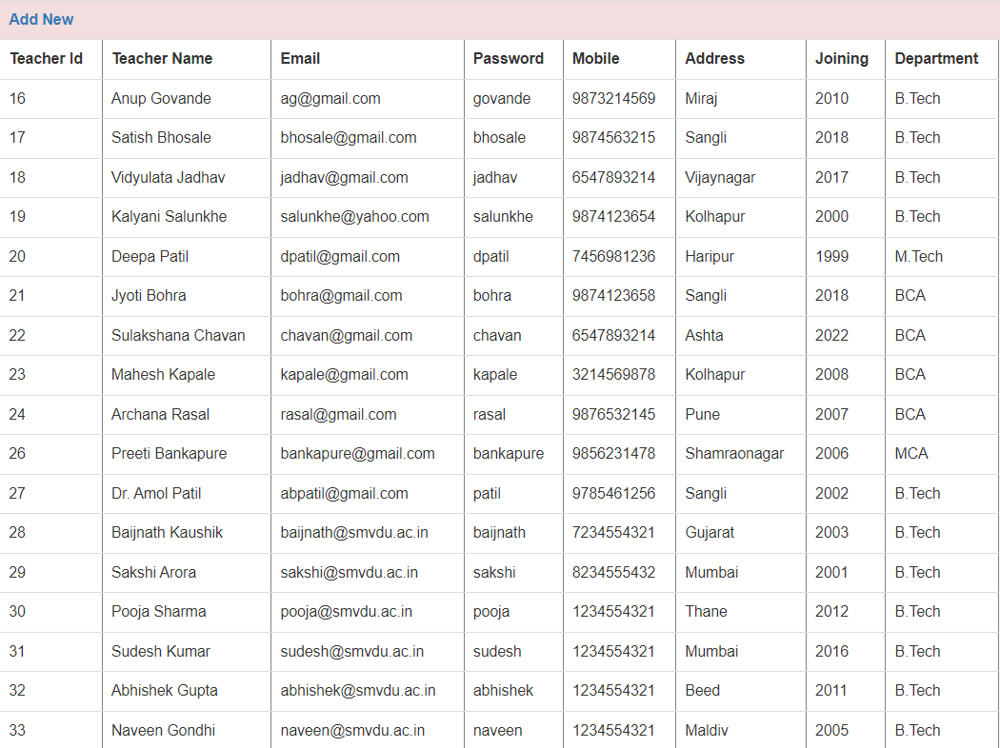 Add New
Teacher Id Teacher Name Email Password Mobile Address Joining Department
16 Anup Govande ag@gmail.com govande 9873214569 Miraj 2010 B.Tech
17 Satish Bhosale bhosale@gmail.com bhosale 9874563215 Sangli 2018 B.Tech
18 Vidyulata Jadhav jadhav@gmail.com jadhav 6547893214 Vijaynagar 2017 B.Tech
19 Kalyani Salunkhe salunkhe@yahoo.com salunkhe 9874123654 Kolhapur 2000 B.Tech
20 Deepa Patil dpatil@gmail.com dpatil 7456981236 Haripur 1999 M.Tech
21 Jyoti Bohra bohra@gmail.com bohra 9874123658 Sangli 2018 BCA
22 Sulakshana Chavan chavan@gmail.com chavan 6547893214 Ashta 2022 BCA
23 Mahesh Kapale kapale@gmail.com kapale 3214569878 Kolhapur 2008 BCA
24 Archana Rasal rasal@gmail.com rasal 9876532145 Pune 2007 BCA
26 Preeti Bankapure bankapure@gmail.com bankapure 9856231478 Shamraonagar 2006 MCA
27 Dr. Amol Patil abpatil@gmail.com patil 9785461256 Sangli 2002 B.Tech
28 Baijnath Kaushik baijnath@smvdu.ac.in baijnath 7234554321 Gujarat 2003 B.Tech
29 Sakshi Arora sakshi@smvdu.ac.in sakshi 8234555432 Mumbai 2001 B.Tech
30 Pooja Sharma pooja@smvdu.ac.in pooja 1234554321 Thane 2012 B.Tech
31 Sudesh Kumar sudesh@smvdu.ac.in sudesh 1234554321 Mumbai 2016 B.Tech
32 Abhishek Gupta abhishek@smvdu.ac.in abhishek 1234554321 Beed 2011 B.Tech
33 Naveen Gondhi naveen@smvdu.ac.in naveen 1234554321 Maldiv 2005 B.Tech